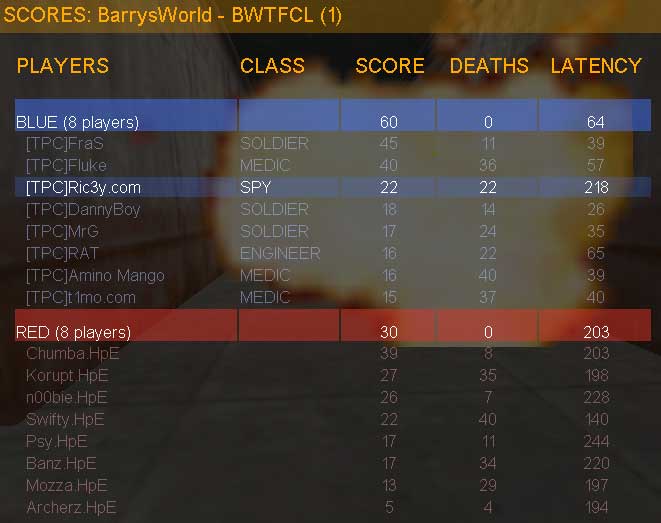 SCORES: BarrysWorld - BWTFCL (1)
PLAYERS CLASS SCORE DEATHS LATENCY
BLUE (8 players) 60 0 64
[TPC]FraS SOLDIER 45 11 39
[TPC]Fluke MEDIC 40 36 57
[TPC]Ric3y.com SPY 22 22 218
[TPC]DannyBoy SOLDIER 18 14 26
[TPC]MrG SOLDIER 17 24 35
[TPC]RAT ENGINEER 16 22 65
[TPC]Amino Mango MEDIC 16 40 39
[TPC]t1mo.com MEDIC 15 37 40
RED (8 players) 30 0 203
Chumba.HpE 39 8 203
Korupt.HpE 27 35 198
n00bie.HpE 26 7 228
Swifty.HpE 22 40 140
Psy.HpE 17 11 244
Banz.HpE 17 34 220
Mozza.HpE 13 29 197
Archerz.HpE 5 4 194